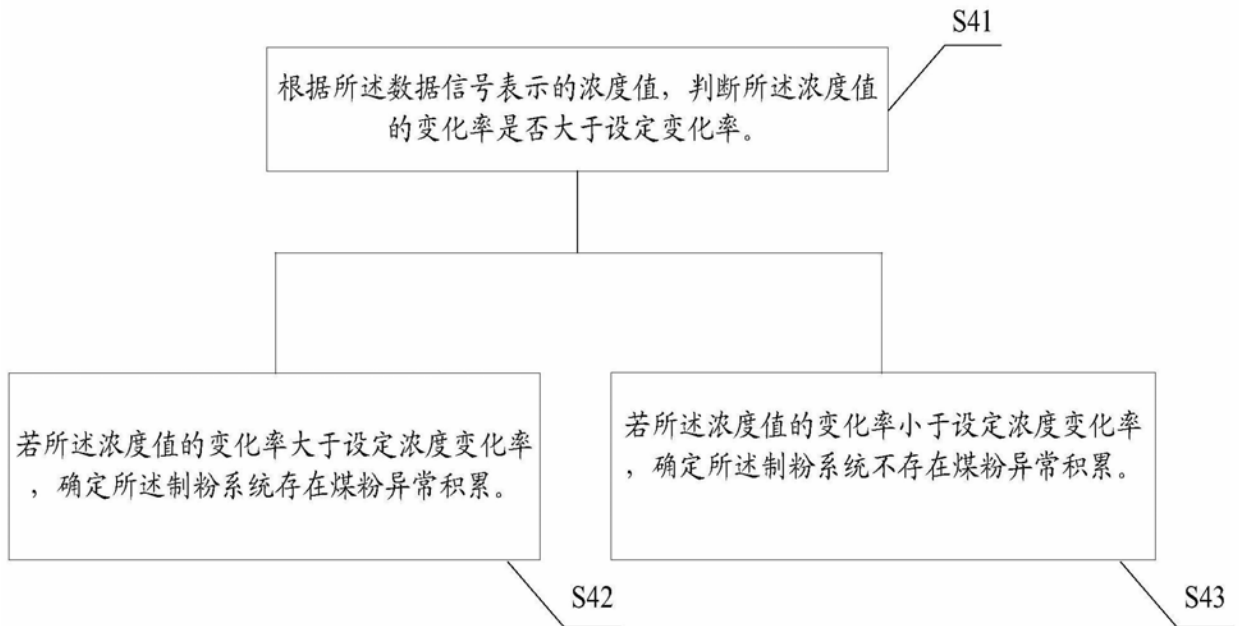 S41
根据所述数据信号表示的浓度值，判断所述浓度值
的变化率是否大于设定变化率。
若所述浓度值的变化率大于设定浓度变化率
，确定所述制粉系统存在煤粉异常积累。
若所述浓度值的变化率小于设定浓度变化率
，确定所述制粉系统不存在煤粉异常积累。
S42
S43